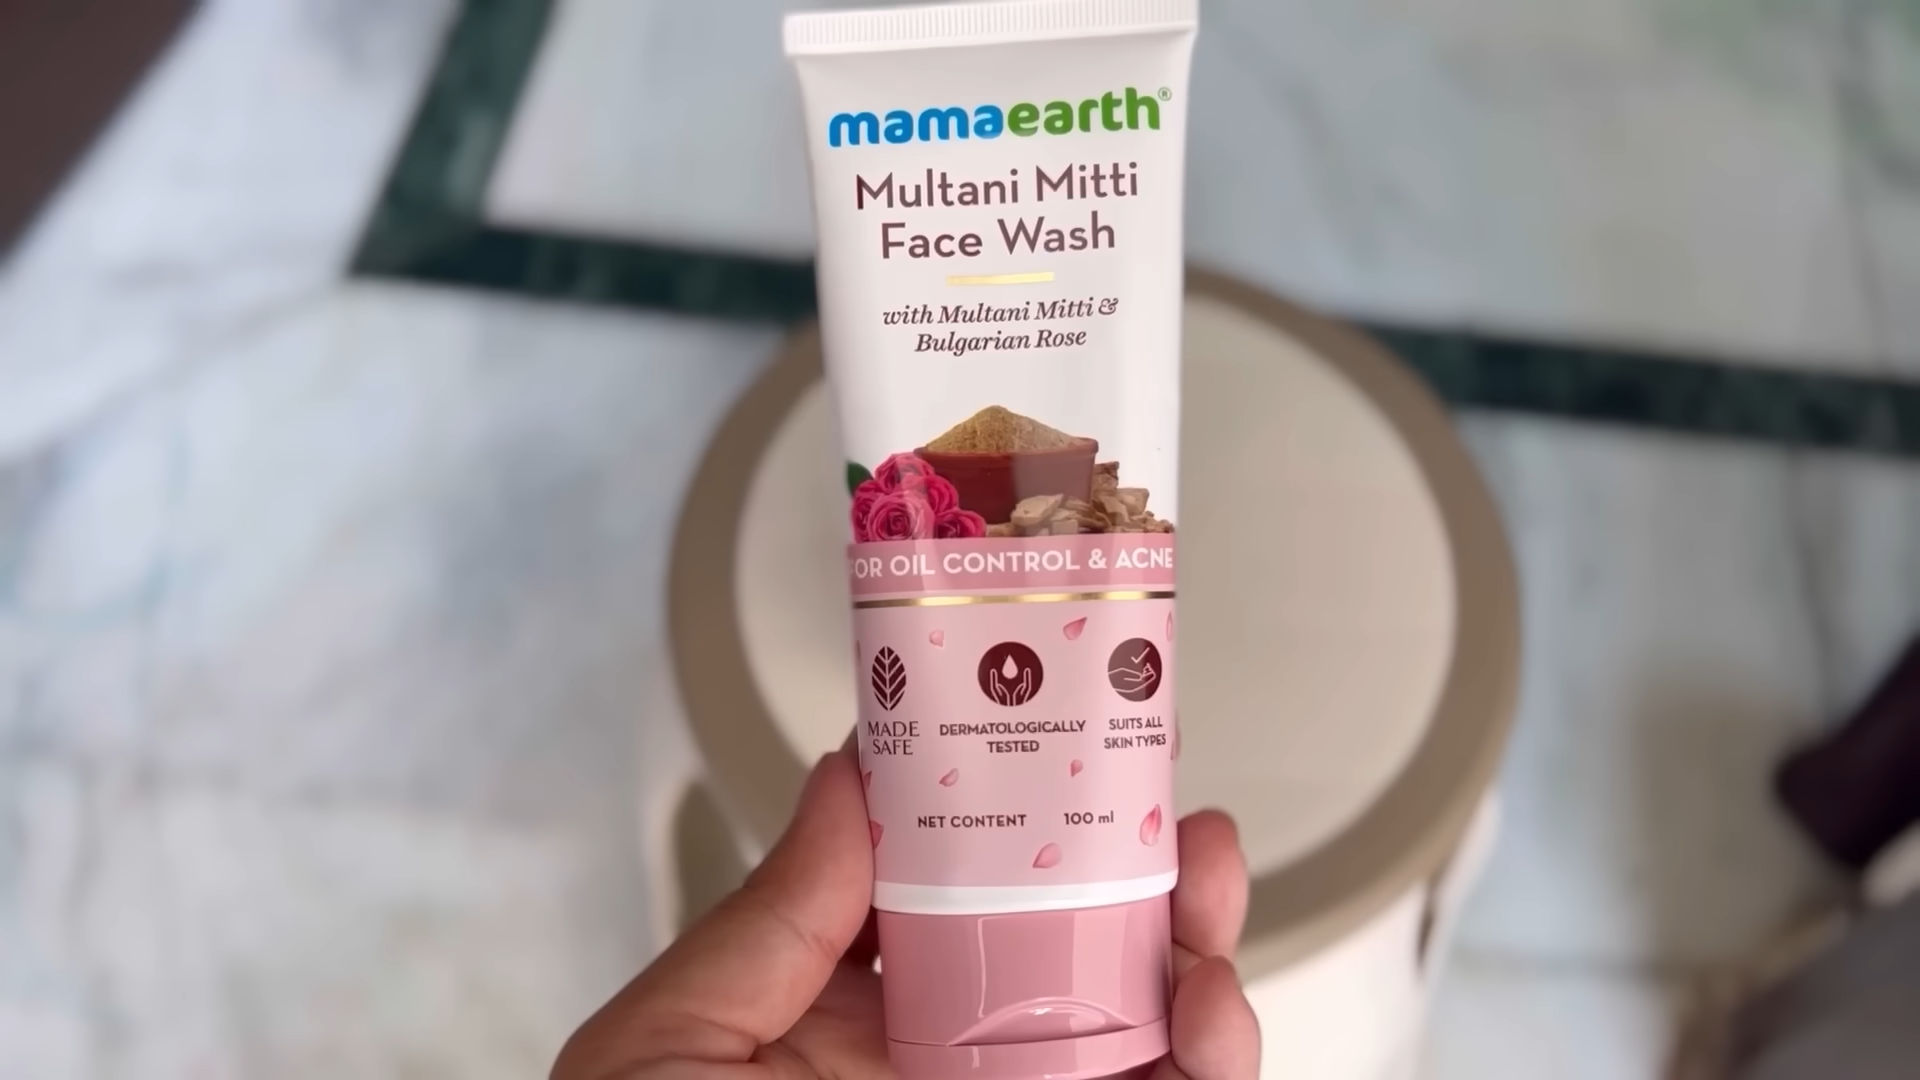 mamaearth®
Multani Mitti
Face Wash
with Multani Mitti &
Bulgarian Rose
FOR OIL CONTROL & ACNE
MADE
SAFE
DERMATOLOGICALLY
TESTED
SUITS ALL
SKIN TYPES
NET CONTENT 100 ml